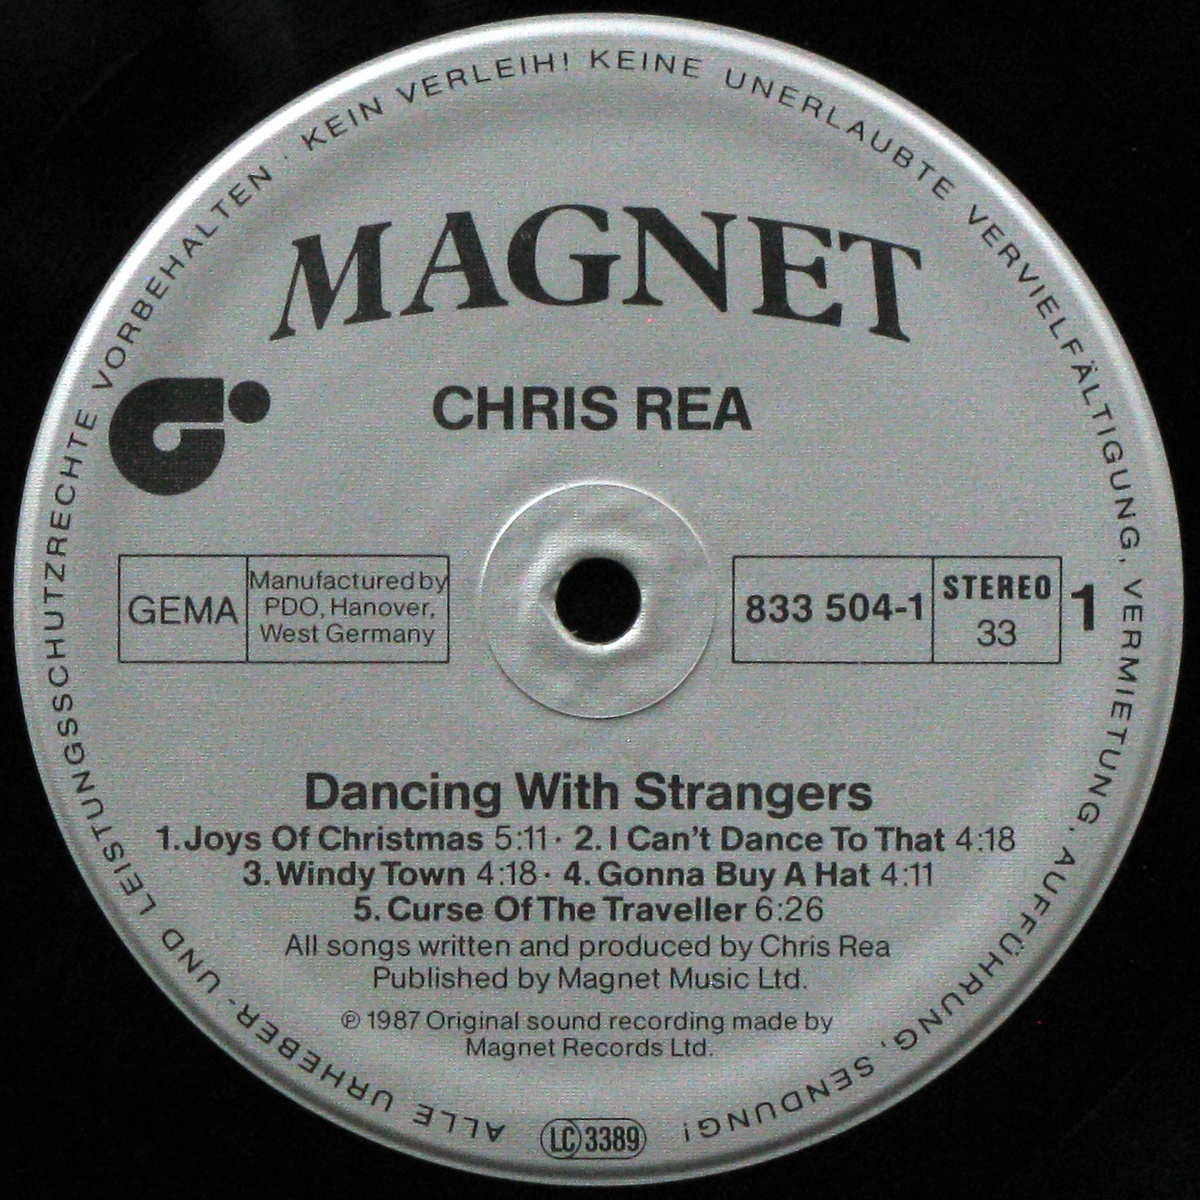 ALLE URHEBER- UND LEISTUNGSSCHUTZRECHTE VORBEHALTEN · KEIN VERLEIH! KEINE UNERLAUBTE VERVIELFÄLTIGUNG, VERMIETUNG, AUFFÜHRUNG, SENDUNG!
MAGNET
CHRIS REA
GEMA
Manufactured by
PDO, Hanover,
West Germany
833 504-1
STEREO
33
1
Dancing With Strangers
1. Joys Of Christmas 5:11 · 2. I Can't Dance To That 4:18
3. Windy Town 4:18 · 4. Gonna Buy A Hat 4:11
5. Curse Of The Traveller 6:26
All songs written and produced by Chris Rea
Published by Magnet Music Ltd.
℗ 1987 Original sound recording made by
Magnet Records Ltd.
LC 3389